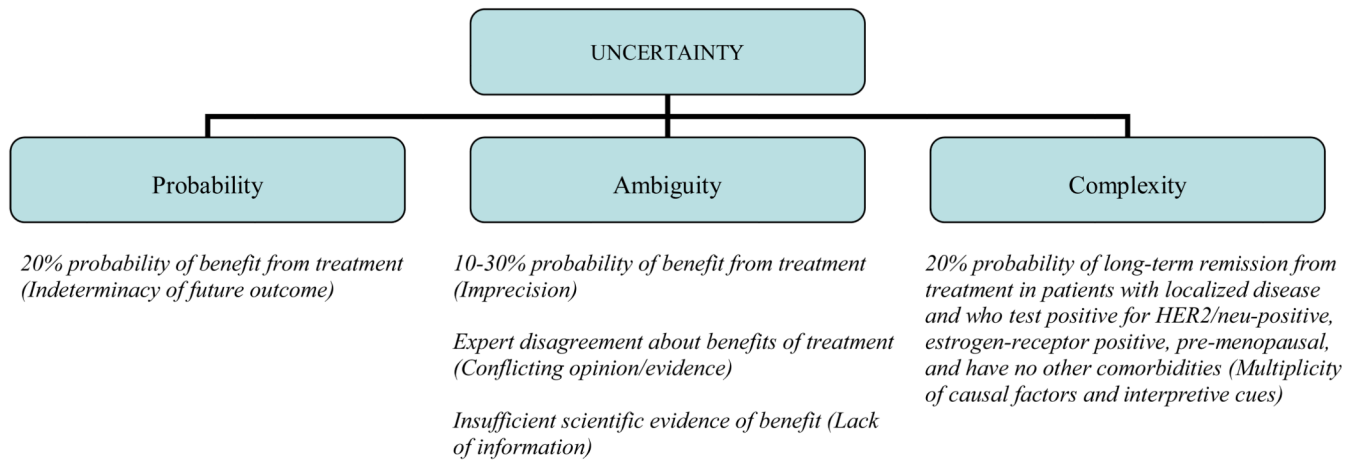 UNCERTAINTY
Probability
Ambiguity
Complexity
20% probability of benefit from treatment
(Indeterminacy of future outcome)
10-30% probability of benefit from treatment
(Imprecision)
Expert disagreement about benefits of treatment
(Conflicting opinion/evidence)
Insufficient scientific evidence of benefit (Lack
of information)
20% probability of long-term remission from
treatment in patients with localized disease
and who test positive for HER2/neu-positive,
estrogen-receptor positive, pre-menopausal,
and have no other comorbidities (Multiplicity
of causal factors and interpretive cues)